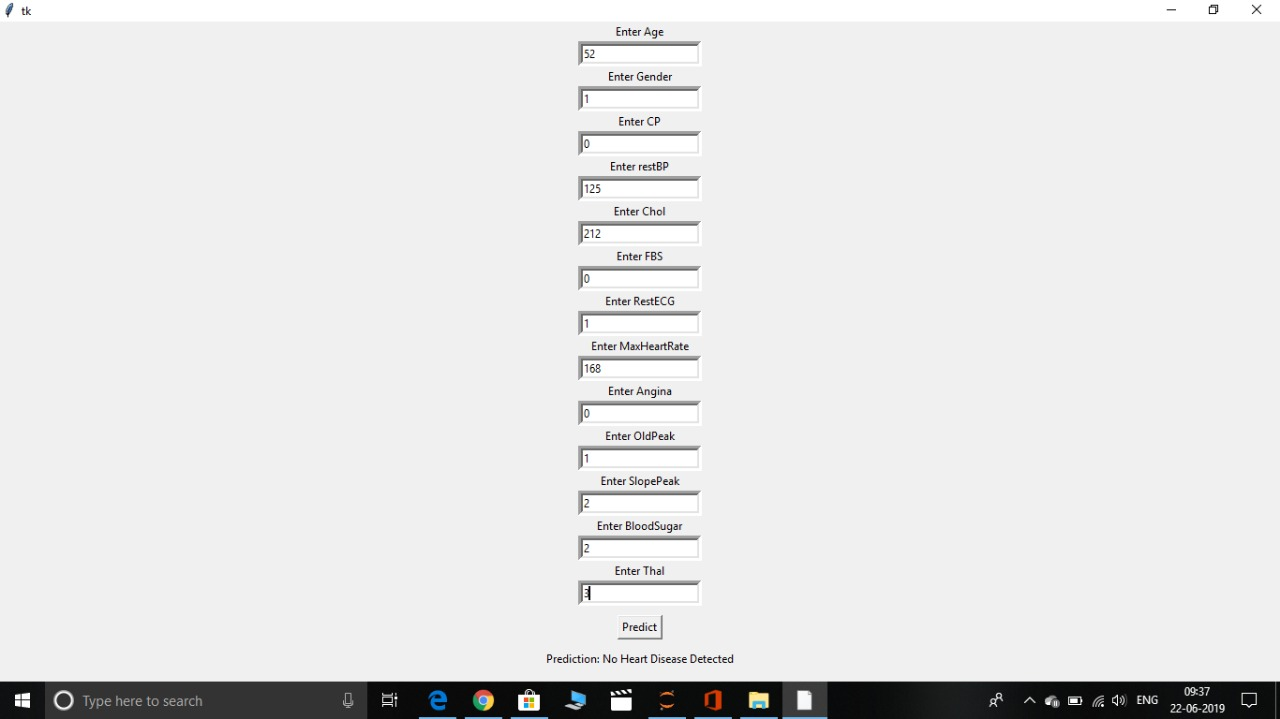 tk
Enter Age
52
Enter Gender
1
Enter CP
0
Enter restBP
125
Enter Chol
212
Enter FBS
0
Enter RestECG
1
Enter MaxHeartRate
168
Enter Angina
0
Enter OldPeak
1
Enter SlopePeak
2
Enter BloodSugar
2
Enter Thal
3
Predict
Prediction: No Heart Disease Detected
Type here to search
ENG
09:37
22-06-2019